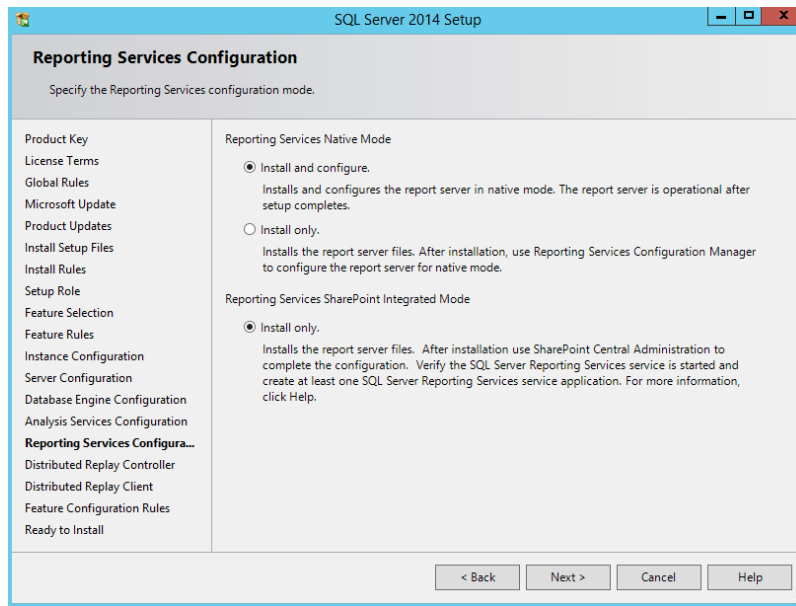 SQL Server 2014 Setup
Reporting Services Configuration
Specify the Reporting Services configuration mode.
Product Key
License Terms
Global Rules
Microsoft Update
Product Updates
Install Setup Files
Install Rules
Setup Role
Feature Selection
Feature Rules
Instance Configuration
Server Configuration
Database Engine Configuration
Analysis Services Configuration
Reporting Services Configura...
Distributed Replay Controller
Distributed Replay Client
Feature Configuration Rules
Ready to Install
Reporting Services Native Mode
Install and configure.
Installs and configures the report server in native mode. The report server is operational after
setup completes.
Install only.
Installs the report server files. After installation, use Reporting Services Configuration Manager
to configure the report server for native mode.
Reporting Services SharePoint Integrated Mode
Install only.
Installs the report server files. After installation use SharePoint Central Administration to
complete the configuration. Verify the SQL Server Reporting Services service is started and
create at least one SQL Server Reporting Services service application. For more information,
click Help.
< Back
Next >
Cancel
Help